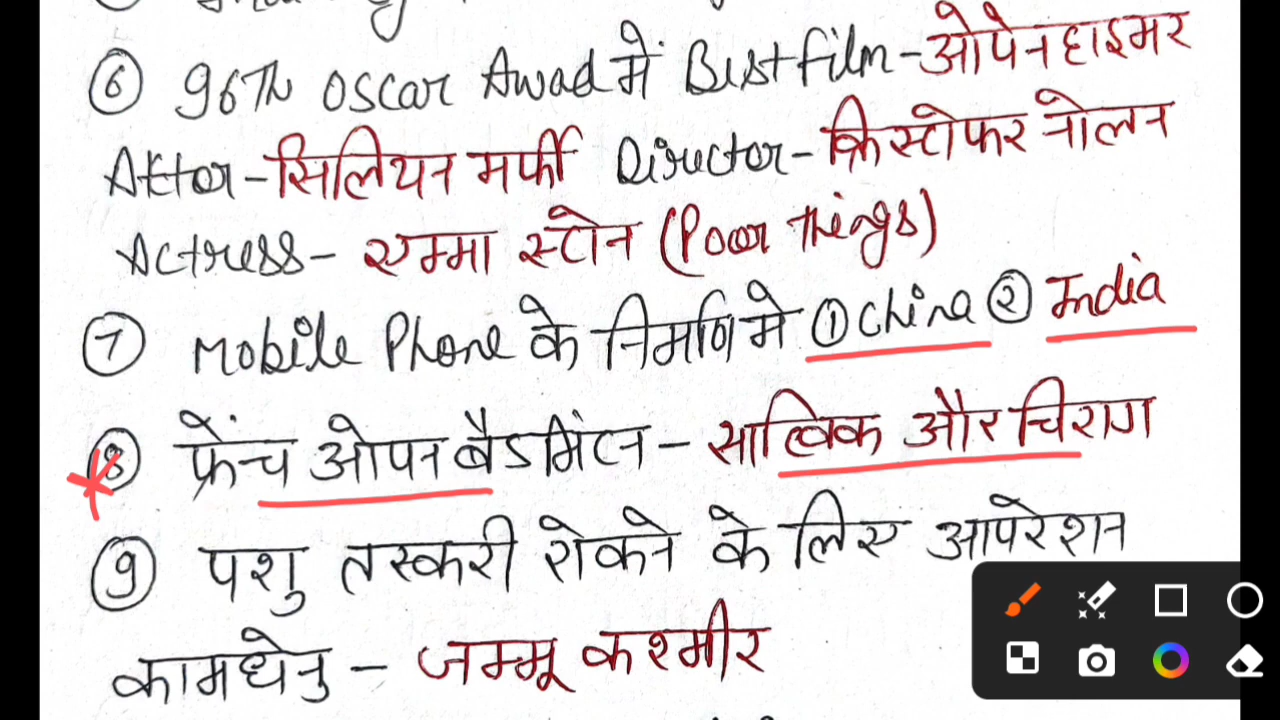 ⑥ 96Th Oscar Awad में Best film - ओपेनहाइमर
Aktor - सिलियन मर्फी Director - क्रिस्टोफर नोलन
Actress - एम्मा स्टोन (Poor things)
⑦ Mobile Phone के निर्माण मे ① China ② India
⑧ फ्रेंच ओपन बैडमिंटन - सात्विक और चिराग
⑨ पशु तस्करी रोकने के लिए आपरेशन
कामधेनु - जम्मू कश्मीर